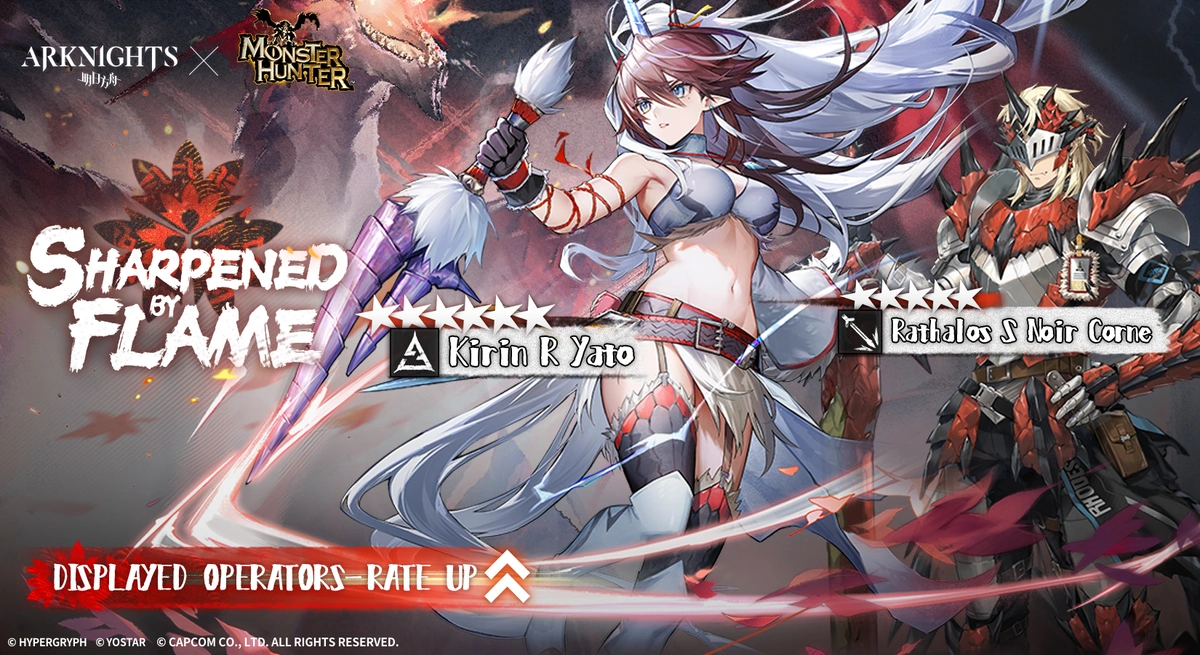 ARKNIGHTS
明日方舟
MONSTER
HUNTER
SHARPENED
BY
FLAME
Kirin R Yato
Rathalos S Noir Corne
DISPLAYED OPERATORS-RATE UP
© HYPERGRYPH © YOSTAR © CAPCOM CO., LTD. ALL RIGHTS RESERVED.